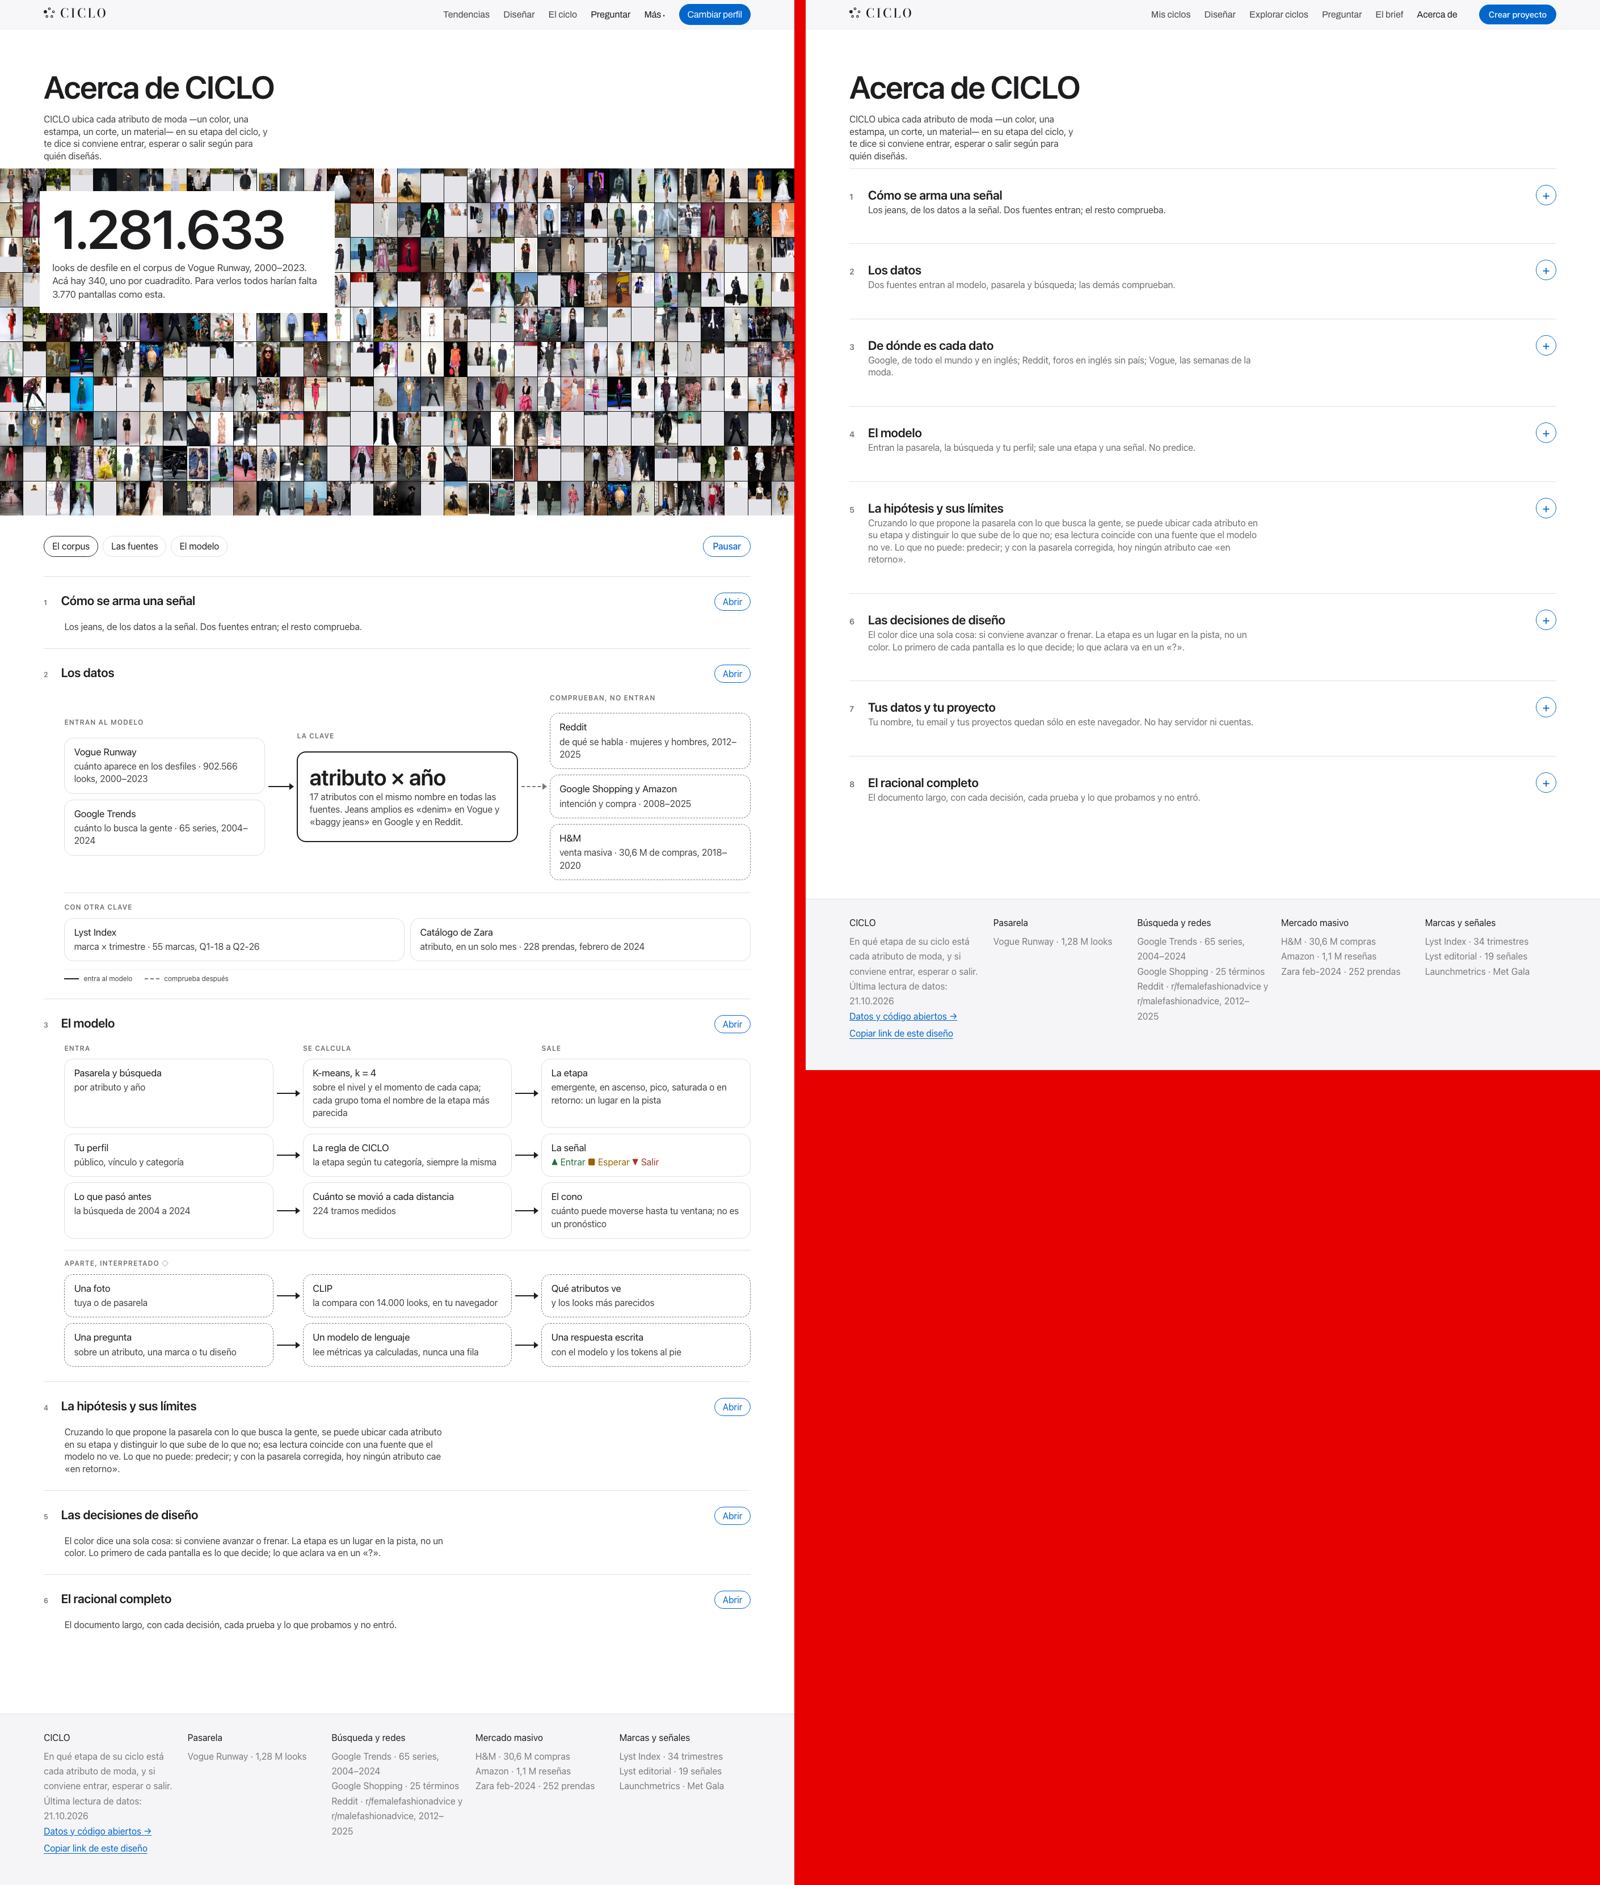 CICLO
Tendencias
Diseñar
El ciclo
Preguntar
Más
Cambiar perfil
Acerca de CICLO
CICLO ubica cada atributo de moda —un color, una
estampa, un corte, un material— en su etapa del ciclo, y
te dice si conviene entrar, esperar o salir según para
quién diseñás.
1.281.633
looks de desfile en el corpus de Vogue Runway, 2000–2023.
Acá hay 340, uno por cuadradito. Para verlos todos harían falta
3.770 pantallas como esta.
El corpus
Las fuentes
El modelo
Pausar
1
Cómo se arma una señal
Abrir
Los jeans, de los datos a la señal. Dos fuentes entran; el resto comprueba.
2
Los datos
Abrir
ENTRAN AL MODELO
Vogue Runway
cuánto aparece en los desfiles · 902.566
looks, 2000–2023
Google Trends
cuánto lo busca la gente · 65 series, 2004–
2024
LA CLAVE
atributo × año
17 atributos con el mismo nombre en todas las
fuentes. Jeans amplios es «denim» en Vogue y
«baggy jeans» en Google y en Reddit.
COMPRUEBAN, NO ENTRAN
Reddit
de qué se habla · mujeres y hombres, 2012–
2025
Google Shopping y Amazon
intención y compra · 2008–2025
H&M
venta masiva · 30,6 M de compras, 2018–
2020
CON OTRA CLAVE
Lyst Index
marca × trimestre · 55 marcas, Q1-18 a Q2-26
Catálogo de Zara
atributo, en un solo mes · 228 prendas, febrero de 2024
entra al modelo
comprueba después
3
El modelo
Abrir
ENTRA
SE CALCULA
SALE
Pasarela y búsqueda
por atributo y año
K-means, k = 4
sobre el nivel y el momento de cada capa;
cada grupo toma el nombre de la etapa más
parecida
La etapa
emergente, en ascenso, pico, saturada o en
retorno: un lugar en la pista
Tu perfil
público, vínculo y categoría
La regla de CICLO
la etapa según tu categoría, siempre la misma
La señal
▲ Entrar ■ Esperar ▼ Salir
Lo que pasó antes
la búsqueda de 2004 a 2024
Cuánto se movió a cada distancia
224 tramos medidos
El cono
cuánto puede moverse hasta tu ventana; no es
un pronóstico
APARTE, INTERPRETADO ◇
Una foto
tuya o de pasarela
CLIP
la compara con 14.000 looks, en tu navegador
Qué atributos ve
y los looks más parecidos
Una pregunta
sobre un atributo, una marca o tu diseño
Un modelo de lenguaje
lee métricas ya calculadas, nunca una fila
Una respuesta escrita
con el modelo y los tokens al pie
4
La hipótesis y sus límites
Abrir
Cruzando lo que propone la pasarela con lo que busca la gente, se puede ubicar cada atributo
en su etapa y distinguir lo que sube de lo que no; esa lectura coincide con una fuente que el
modelo no ve. Lo que no puede: predecir; y con la pasarela corregida, hoy ningún atributo cae
«en retorno».
5
Las decisiones de diseño
Abrir
El color dice una sola cosa: si conviene avanzar o frenar. La etapa es un lugar en la pista, no un
color. Lo primero de cada pantalla es lo que decide; lo que aclara va en un «?».
6
El racional completo
Abrir
El documento largo, con cada decisión, cada prueba y lo que probamos y no entró.
CICLO
En qué etapa de su ciclo está
cada atributo de moda, y si
conviene entrar, esperar o salir.
Última lectura de datos:
21.10.2026
Datos y código abiertos →
Copiar link de este diseño
Pasarela
Vogue Runway · 1,28 M looks
Búsqueda y redes
Google Trends · 65 series,
2004–2024
Google Shopping · 25 términos
Reddit · r/femalefashionadvice y
r/malefashionadvice, 2012–
2025
Mercado masivo
H&M · 30,6 M compras
Amazon · 1,1 M reseñas
Zara feb-2024 · 252 prendas
Marcas y señales
Lyst Index · 34 trimestres
Lyst editorial · 19 señales
Launchmetrics · Met Gala
CICLO
Mis ciclos
Diseñar
Explorar ciclos
Preguntar
El brief
Acerca de
Crear proyecto
Acerca de CICLO
CICLO ubica cada atributo de moda —un color, una
estampa, un corte, un material— en su etapa del ciclo, y
te dice si conviene entrar, esperar o salir según para
quién diseñás.
1
Cómo se arma una señal
+
Los jeans, de los datos a la señal. Dos fuentes entran; el resto comprueba.
2
Los datos
+
Dos fuentes entran al modelo, pasarela y búsqueda; las demás comprueban.
3
De dónde es cada dato
+
Google, de todo el mundo y en inglés; Reddit, foros en inglés sin país; Vogue, las semanas de la
moda.
4
El modelo
+
Entran la pasarela, la búsqueda y tu perfil; sale una etapa y una señal. No predice.
5
La hipótesis y sus límites
+
Cruzando lo que propone la pasarela con lo que busca la gente, se puede ubicar cada atributo en
su etapa y distinguir lo que sube de lo que no; esa lectura coincide con una fuente que el modelo
no ve. Lo que no puede: predecir; y con la pasarela corregida, hoy ningún atributo cae «en
retorno».
6
Las decisiones de diseño
+
El color dice una sola cosa: si conviene avanzar o frenar. La etapa es un lugar en la pista, no un
color. Lo primero de cada pantalla es lo que decide; lo que aclara va en un «?».
7
Tus datos y tu proyecto
+
Tu nombre, tu email y tus proyectos quedan sólo en este navegador. No hay servidor ni cuentas.
8
El racional completo
+
El documento largo, con cada decisión, cada prueba y lo que probamos y no entró.
CICLO
En qué etapa de su ciclo está
cada atributo de moda, y si
conviene entrar, esperar o salir.
Última lectura de datos:
21.10.2026
Datos y código abiertos →
Copiar link de este diseño
Pasarela
Vogue Runway · 1,28 M looks
Búsqueda y redes
Google Trends · 65 series,
2004–2024
Google Shopping · 25 términos
Reddit · r/femalefashionadvice y
r/malefashionadvice, 2012–
2025
Mercado masivo
H&M · 30,6 M compras
Amazon · 1,1 M reseñas
Zara feb-2024 · 252 prendas
Marcas y señales
Lyst Index · 34 trimestres
Lyst editorial · 19 señales
Launchmetrics · Met Gala